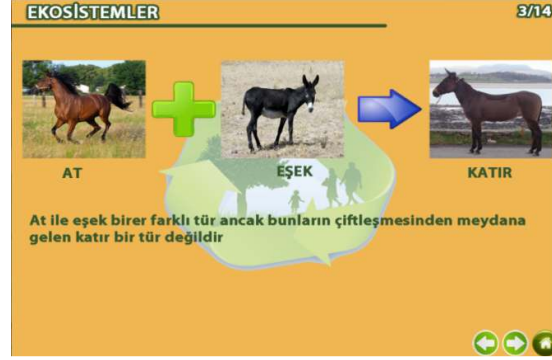 EKOSİSTEMLER
3/14
AT
EŞEK
KATIR
At ile eşek birer farklı tür ancak bunların çiftleşmesinden meydana
gelen katır bir tür değildir